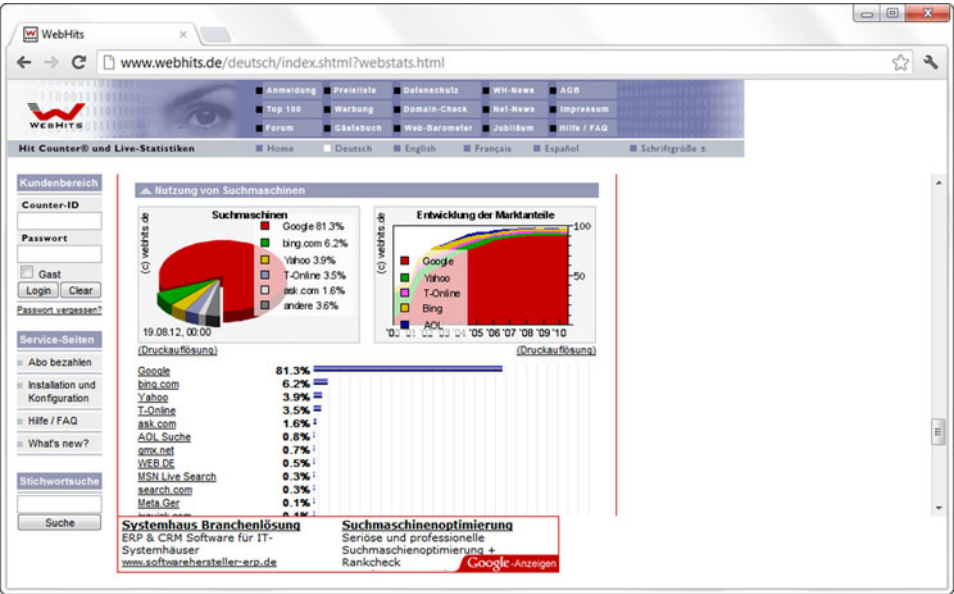 WebHits
www.webhits.de/deutsch/index.shtml?webstats.html
Anmeldung Preisliste Datenschutz WH-News AGB
Top 100 Werbung Domain-Check Net-News Impressum
Forum Gästebuch Web-Barometer Jubiläum Hilfe / FAQ
WEBHITS
Hit Counter® und Live-Statistiken Home Deutsch English Français Español Schriftgröße ±
Kundenbereich
Counter-ID
Passwort
Gast
Login Clear
Passwort vergessen?
Service-Seiten
Abo bezahlen
Installation und
Konfiguration
Hilfe / FAQ
What's new?
Stichwortsuche
Suche
Nutzung von Suchmaschinen
(c) webhits.de
Suchmaschinen
Google 81.3%
bing.com 6.2%
Yahoo 3.9%
T-Online 3.5%
ask.com 1.6%
andere 3.6%
19.08.12, 00:00
(Druckauflösung)
(c) webhits.de
Entwicklung der Marktanteile
100
50
Google
Yahoo
T-Online
Bing
AOL
'00 '01 '02 '03 '04 '05 '06 '07 '08 '09 '10
(Druckauflösung)
Google 81.3%
bing.com 6.2%
Yahoo 3.9%
T-Online 3.5%
ask.com 1.6%
AOL Suche 0.8%
gmx.net 0.7%
WEB.DE 0.5%
MSN Live Search 0.3%
search.com 0.3%
Meta.Ger 0.1%
Systemhaus Branchenlösung
ERP & CRM Software für IT-
Systemhäuser
www.softwarehersteller-erp.de
Suchmaschinenoptimierung
Seriöse und professionelle
Suchmaschienoptimierung +
Rankcheck
Google-Anzeigen